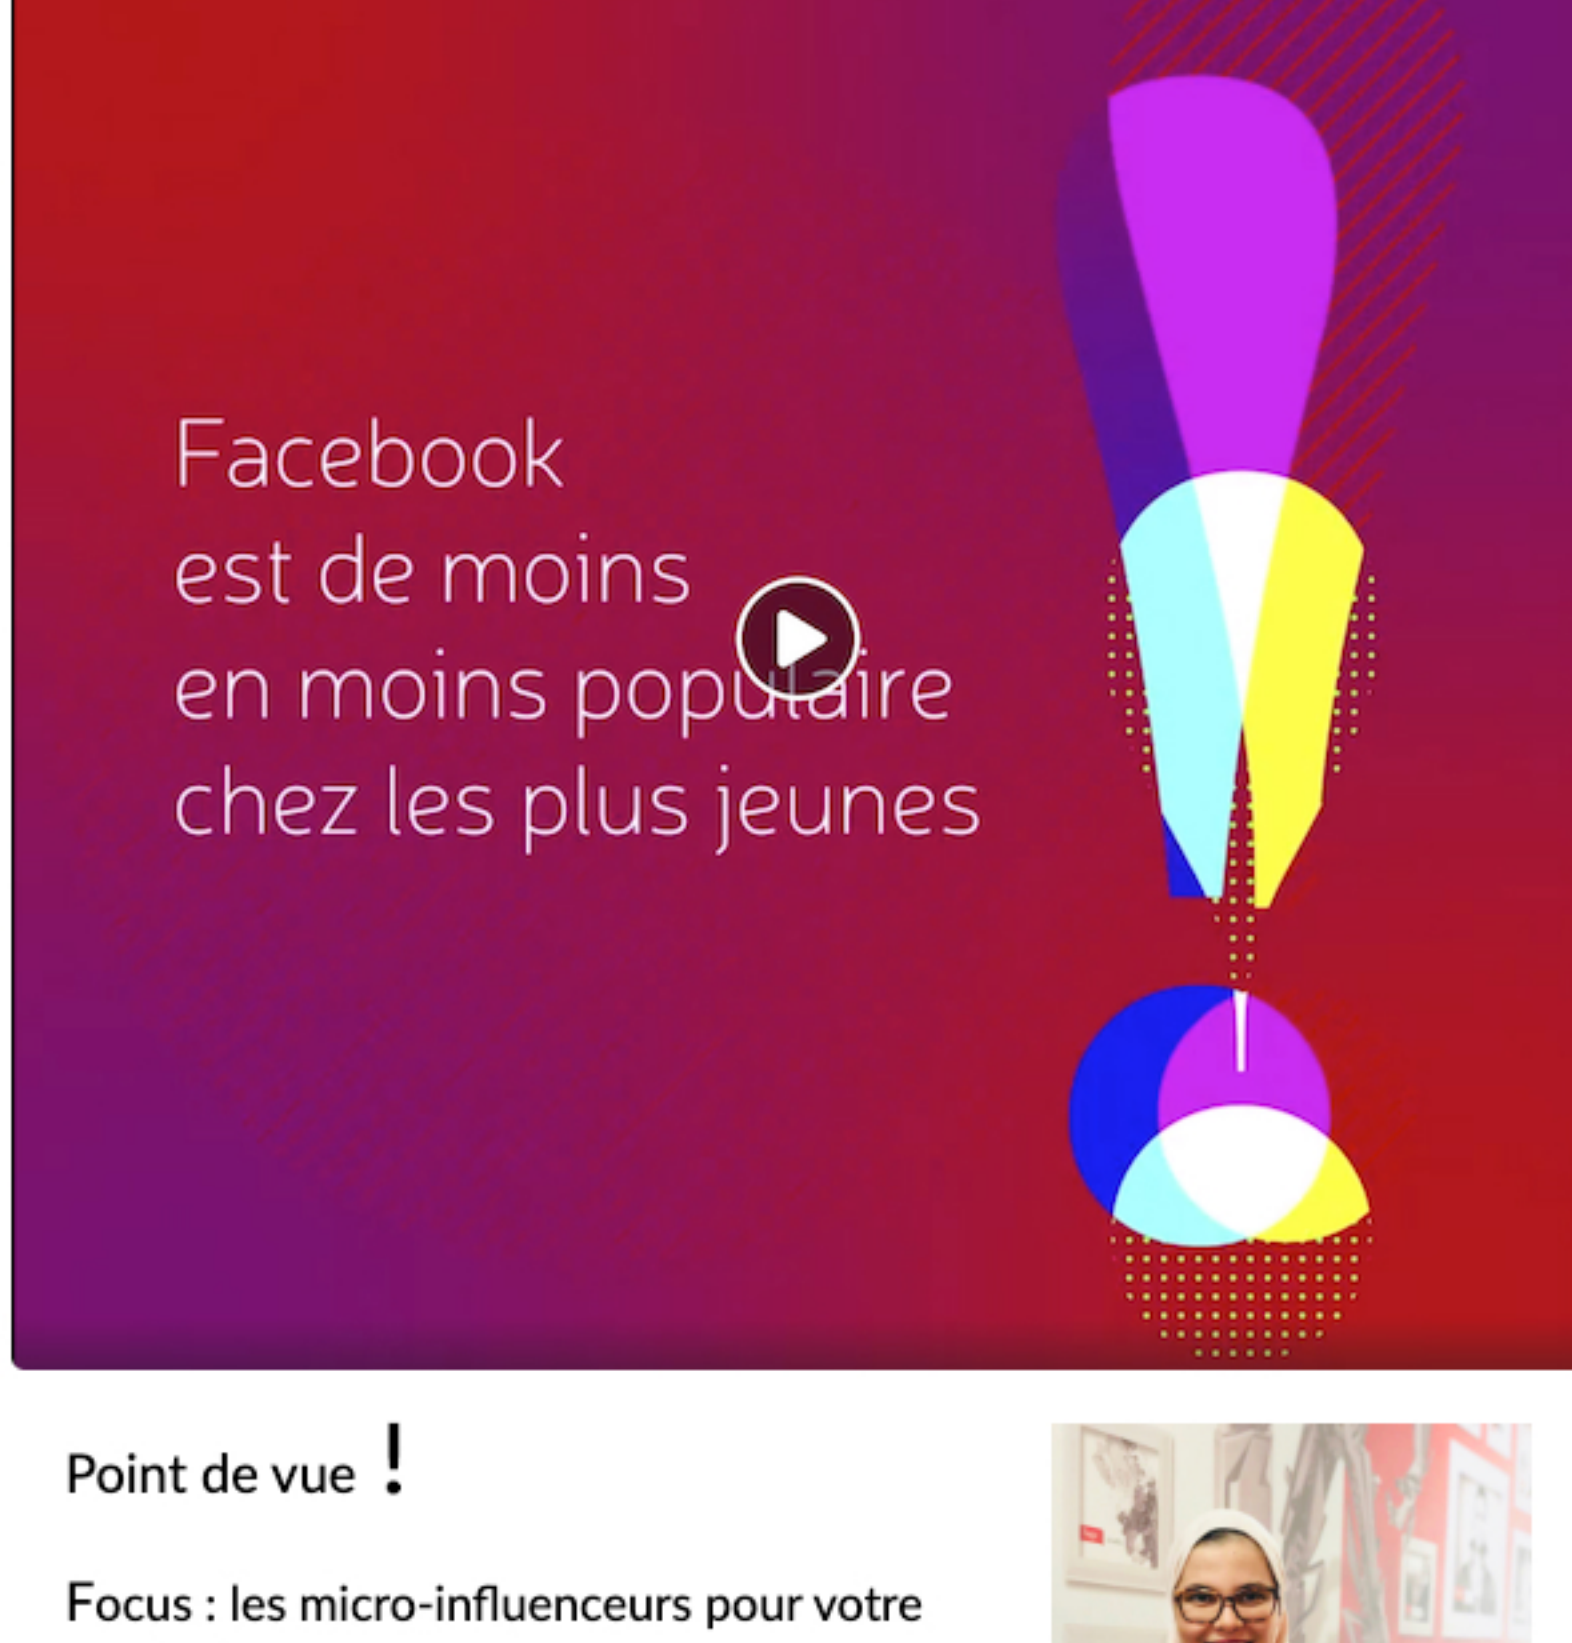 Facebook
est de moins
en moins populaire
chez les plus jeunes
Point de vue !
Focus : les micro-influenceurs pour votre